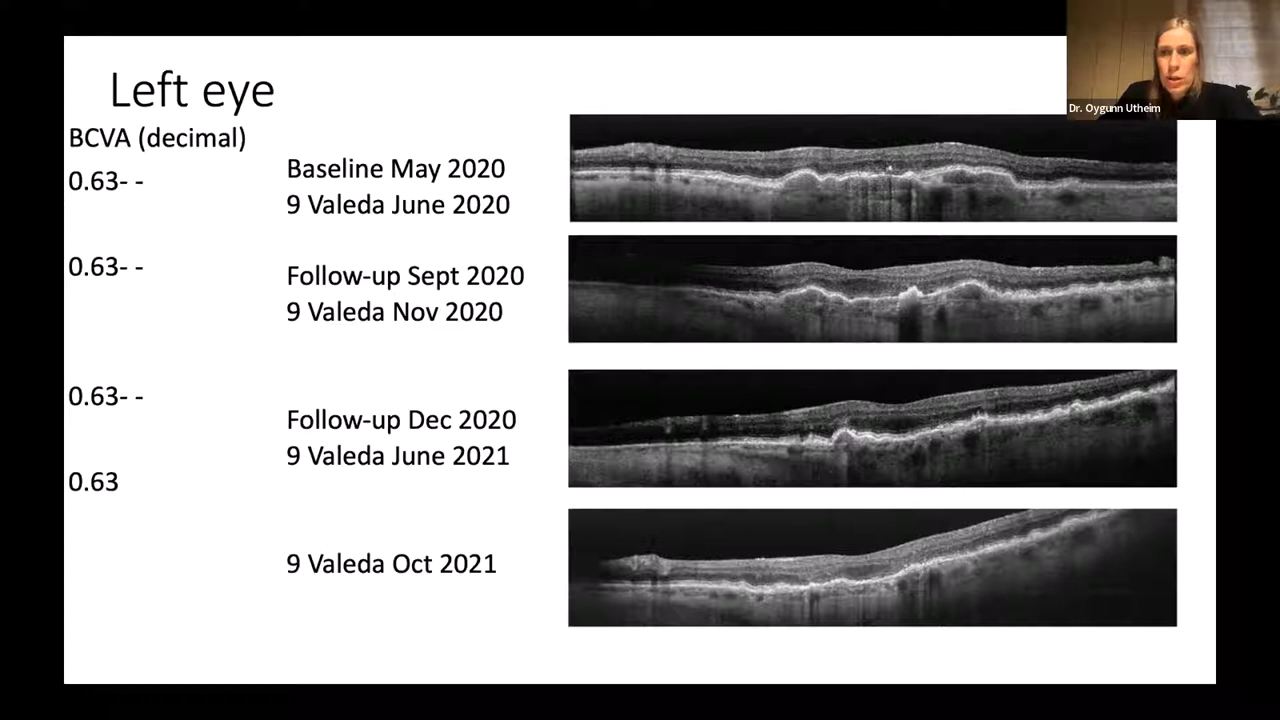 Left eye
BCVA (decimal)
0.63- -
Baseline May 2020
9 Valeda June 2020
0.63- -
Follow-up Sept 2020
9 Valeda Nov 2020
0.63- -
Follow-up Dec 2020
9 Valeda June 2021
0.63
9 Valeda Oct 2021
Dr. Oygunn Utheim